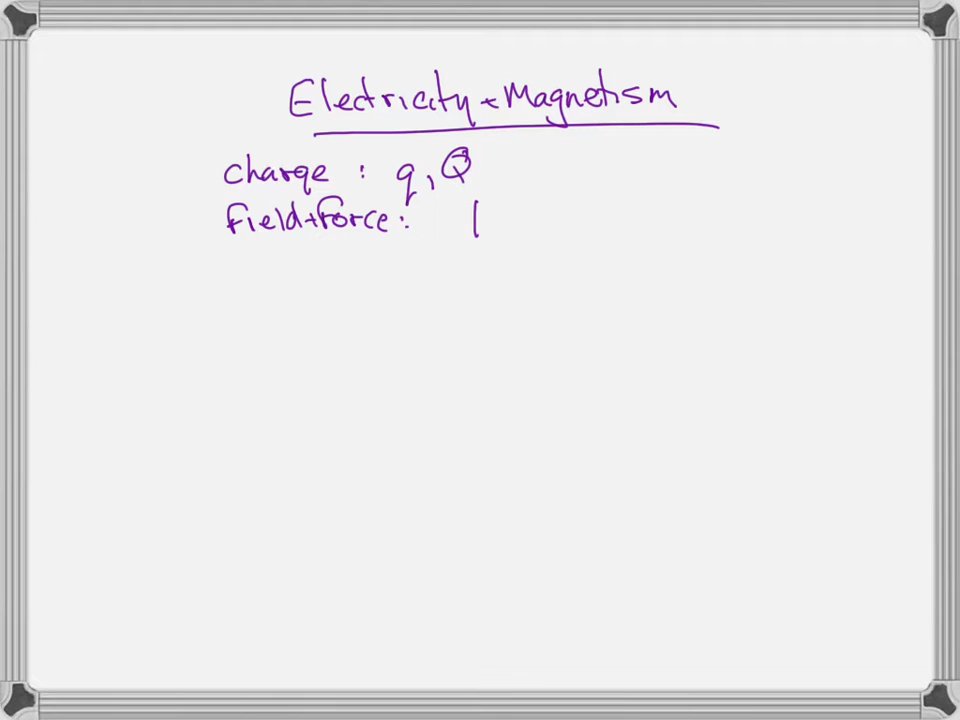 Electricity + Magnetism
charge : q, Q
field+force: |